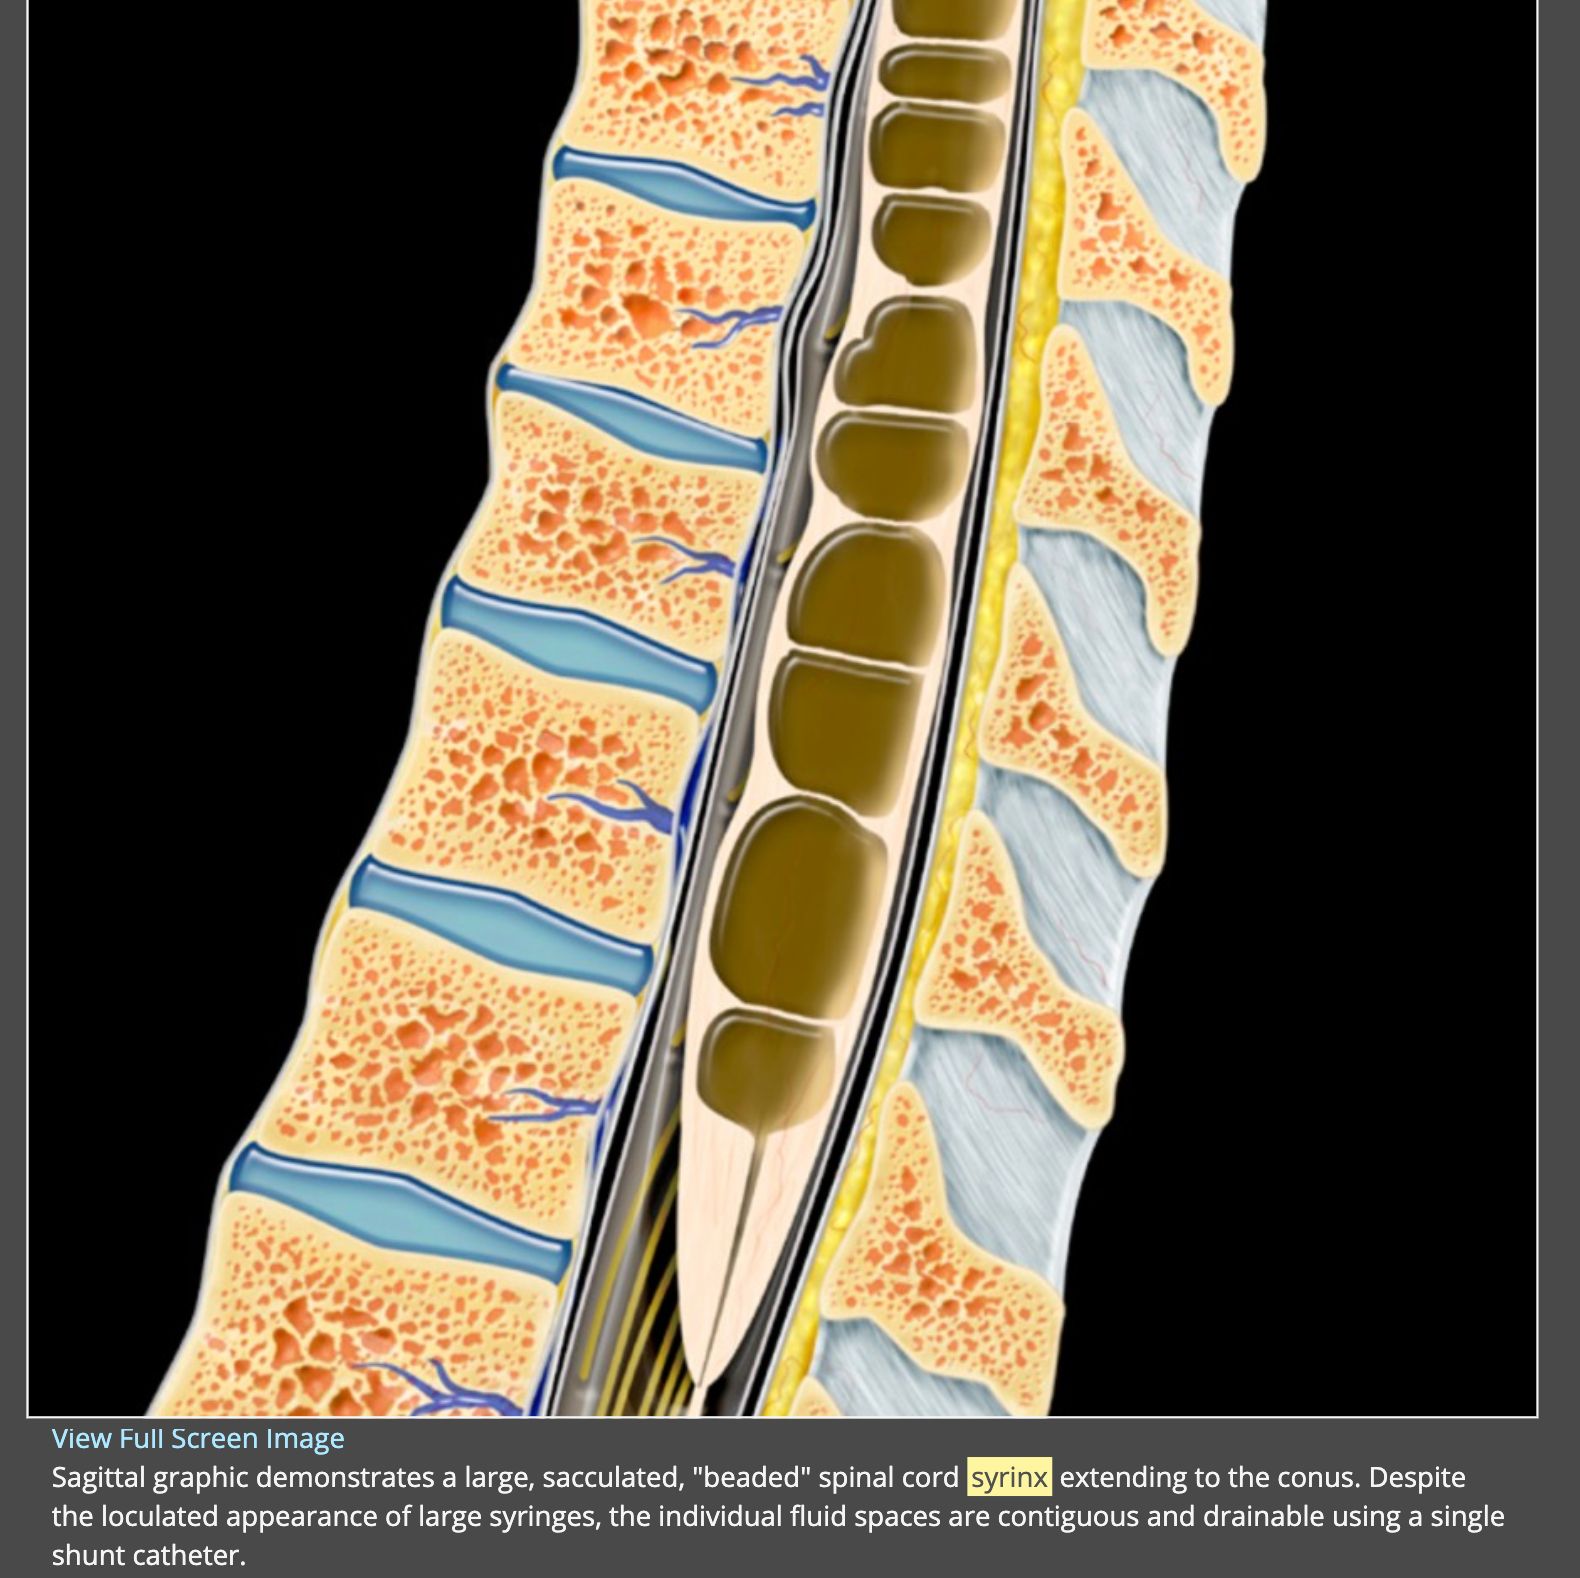 View Full Screen Image
Sagittal graphic demonstrates a large, sacculated, "beaded" spinal cord syrinx extending to the conus. Despite
the loculated appearance of large syringes, the individual fluid spaces are contiguous and drainable using a single
shunt catheter.